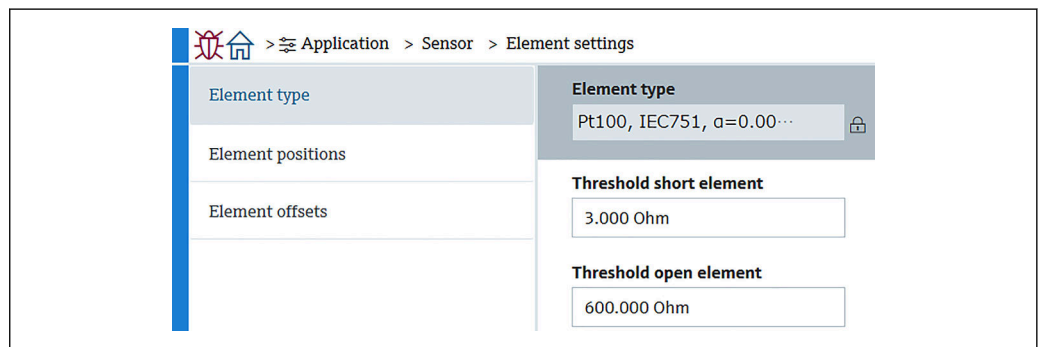 > Application > Sensor > Element settings
Element type
Element positions
Element offsets
Element type
Pt100, IEC751, α=0.00···
Threshold short element
3.000 Ohm
Threshold open element
600.000 Ohm